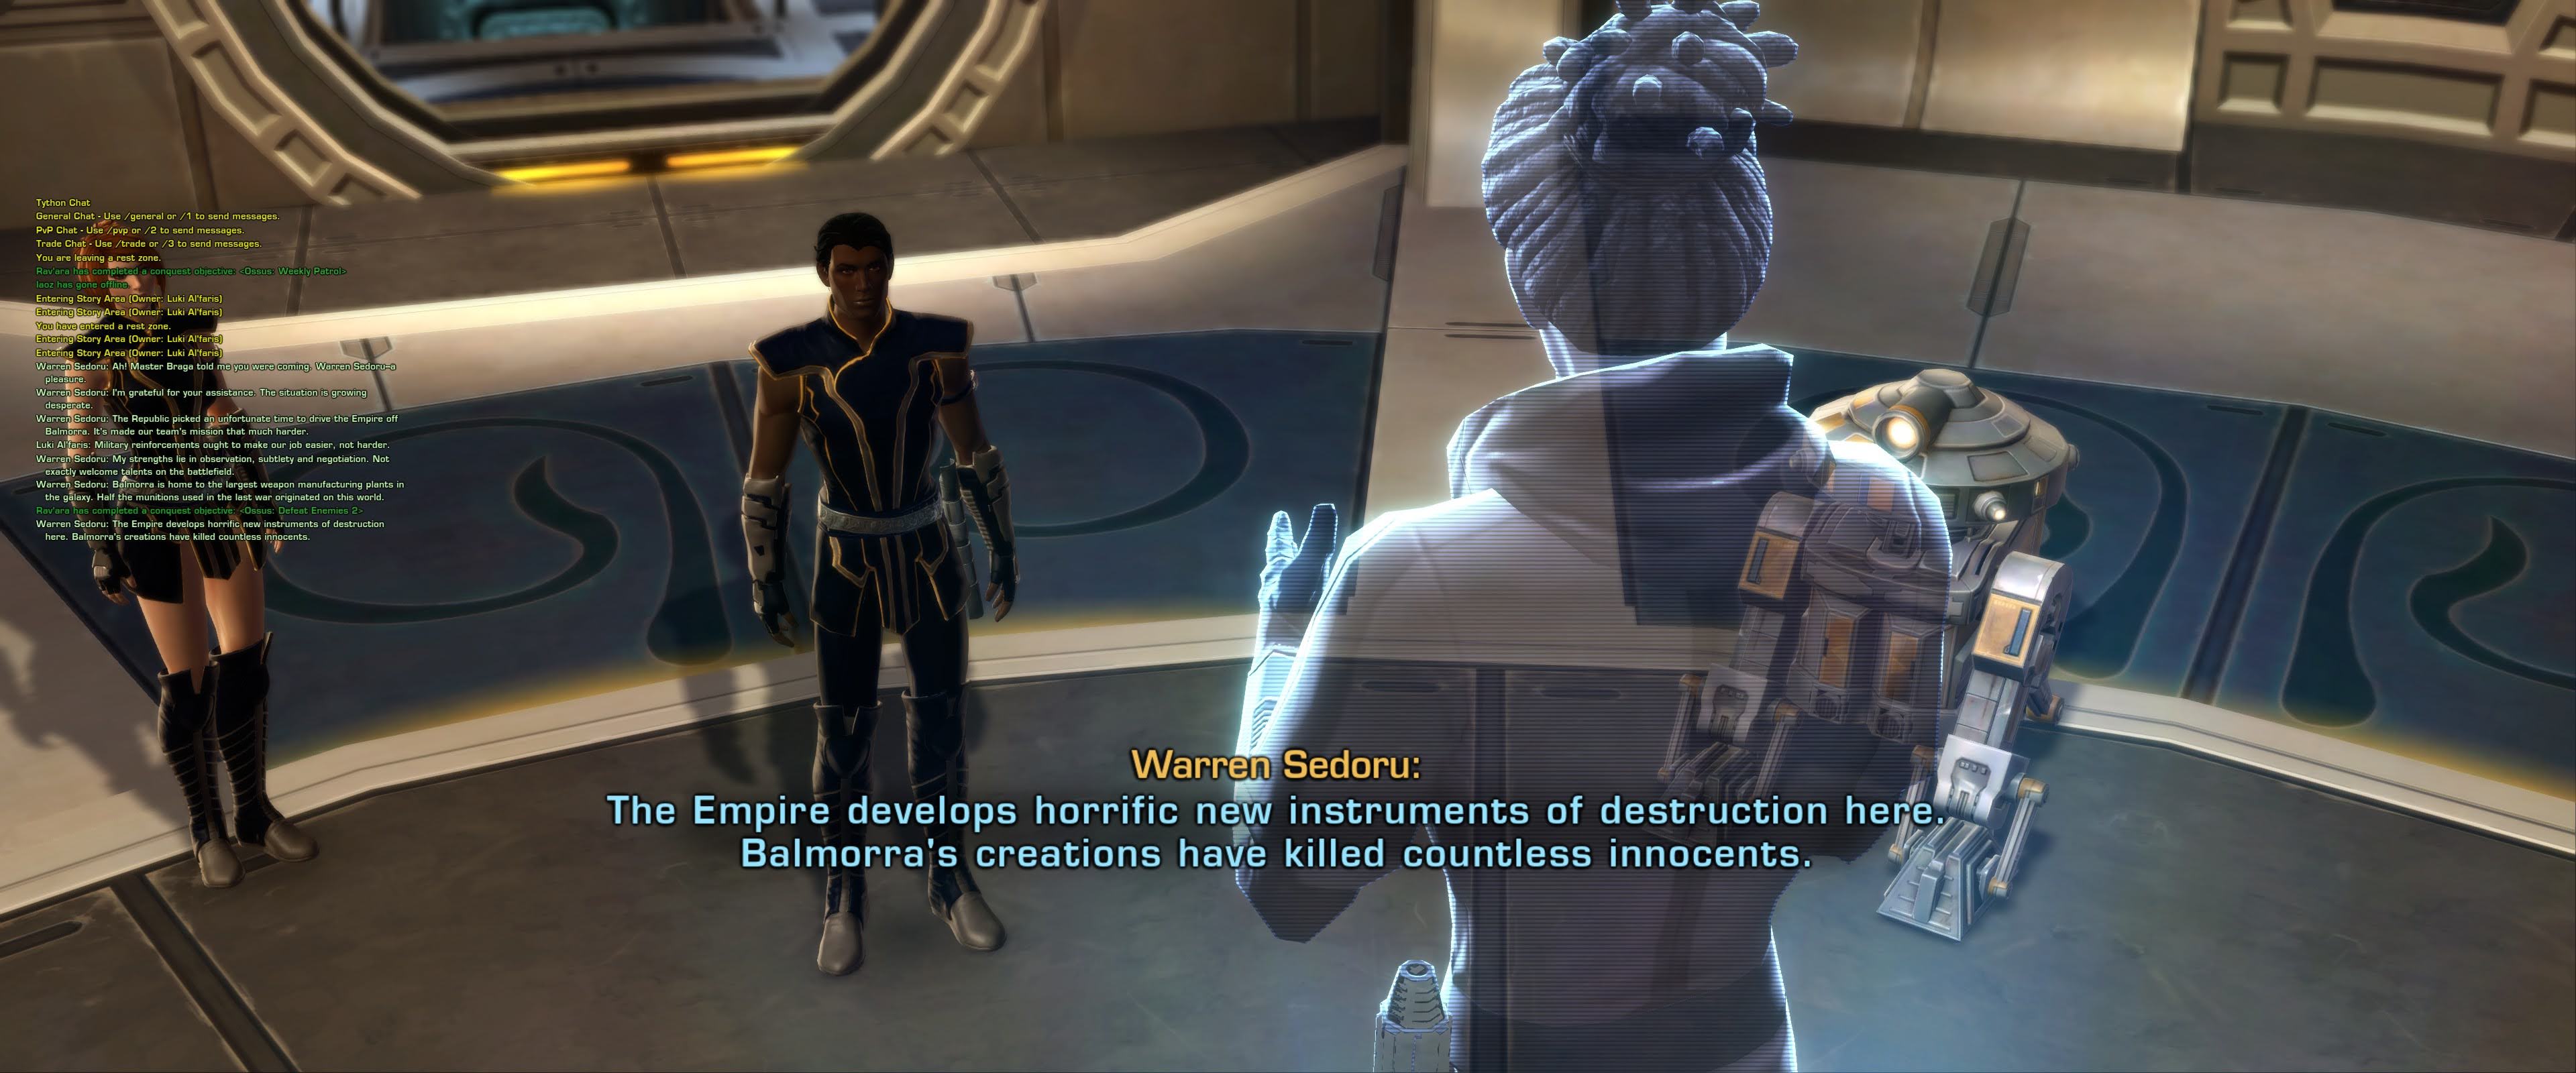 Tython Chat
General Chat - Use /general or /1 to send messages.
PvP Chat - Use /pvp or /2 to send messages.
Trade Chat - Use /trade or /3 to send messages.
You are leaving a rest zone.
Rav'ara has completed a conquest objective: <Ossus: Weekly Patrol>
laoz has gone offline.
Entering Story Area (Owner: Luki Al'faris)
Entering Story Area (Owner: Luki Al'faris)
You have entered a rest zone.
Entering Story Area (Owner: Luki Al'faris)
Entering Story Area (Owner: Luki Al'faris)
Warren Sedoru: Ah! Master Braga told me you were coming. Warren Sedoru–a
pleasure.
Warren Sedoru: I'm grateful for your assistance. The situation is growing
desperate.
Warren Sedoru: The Republic picked an unfortunate time to drive the Empire off
Balmorra. It's made our team's mission that much harder.
Luki Al'faris: Military reinforcements ought to make our job easier, not harder.
Warren Sedoru: My strengths lie in observation, subtlety and negotiation. Not
exactly welcome talents on the battlefield.
Warren Sedoru: Balmorra is home to the largest weapon manufacturing plants in
the galaxy. Half the munitions used in the last war originated on this world.
Rav'ara has completed a conquest objective: <Ossus: Defeat Enemies 2>
Warren Sedoru: The Empire develops horrific new instruments of destruction
here. Balmorra's creations have killed countless innocents.
Warren Sedoru:
The Empire develops horrific new instruments of destruction here.
Balmorra's creations have killed countless innocents.